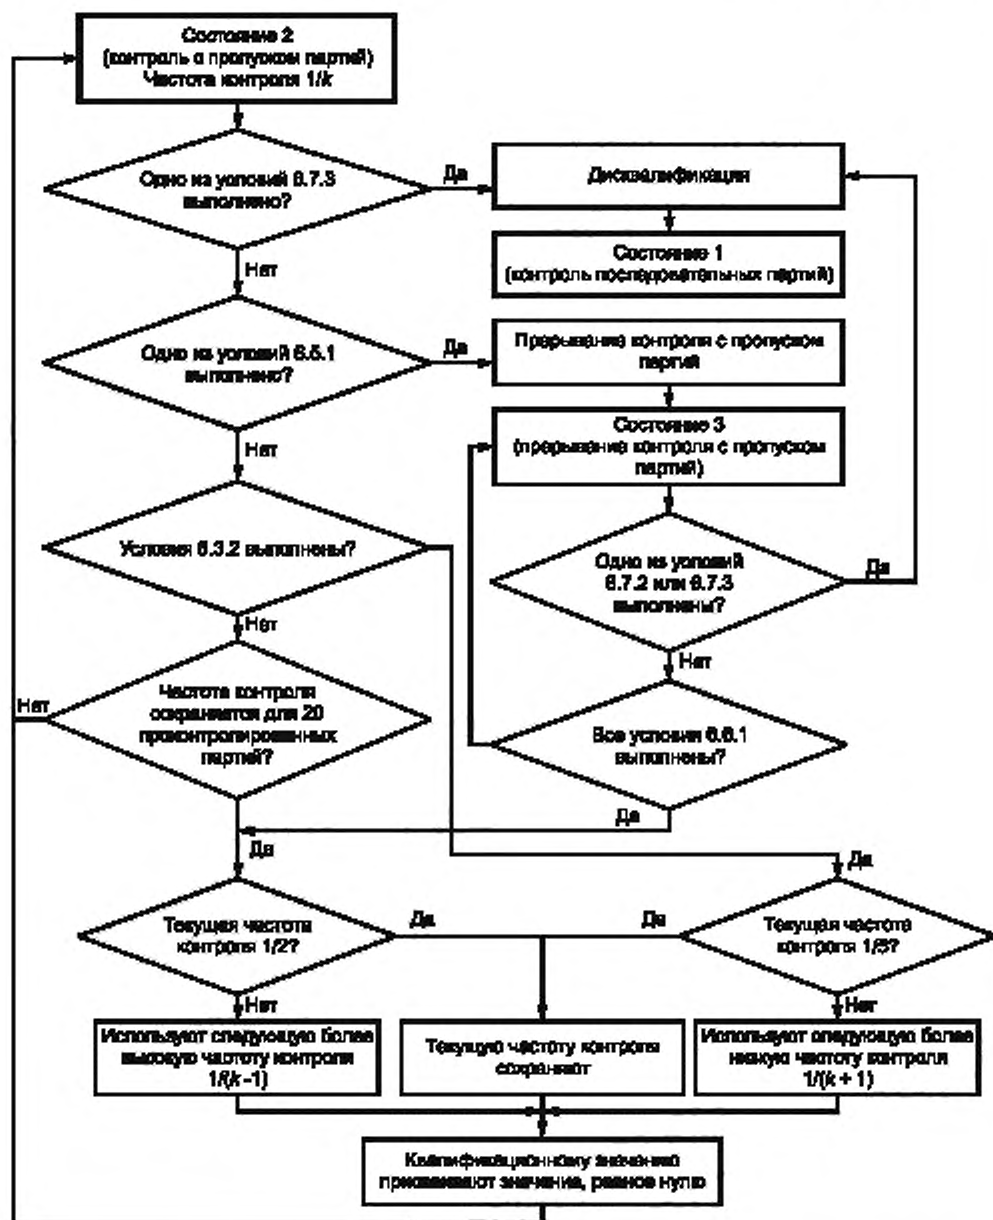 Состояние 2
(контроль с пропуском партий)
Частота контроля 1/k
Одно из условий 6.7.3
выполнено?
Да
Дисквалификация
Состояние 1
(контроль последовательных партий)
Нет
Одно из условий 6.5.1
выполнено?
Да
Прерывание контроля с пропуском
партий
Состояние 3
(прерывание контроля с пропуском
партий)
Нет
Условия 6.3.2 выполнены?
Одно из условий
6.7.2 или 6.7.3
выполнены?
Да
Нет
Нет
Частота контроля
сохраняется для 20
проконтролированных
партий?
Нет
Все условия 6.6.1
выполнены?
Да
Да
Да
Текущая частота
контроля 1/2?
Да
Да
Текущая частота
контроля 1/5?
Нет
Нет
Используют следующую более
высокую частоту контроля
1/(k -1)
Текущую частоту контроля
сохраняют
Используют следующую более
низкую частоту контроля
1/(k + 1)
Квалификационному значению
присваивают значение, равное нулю